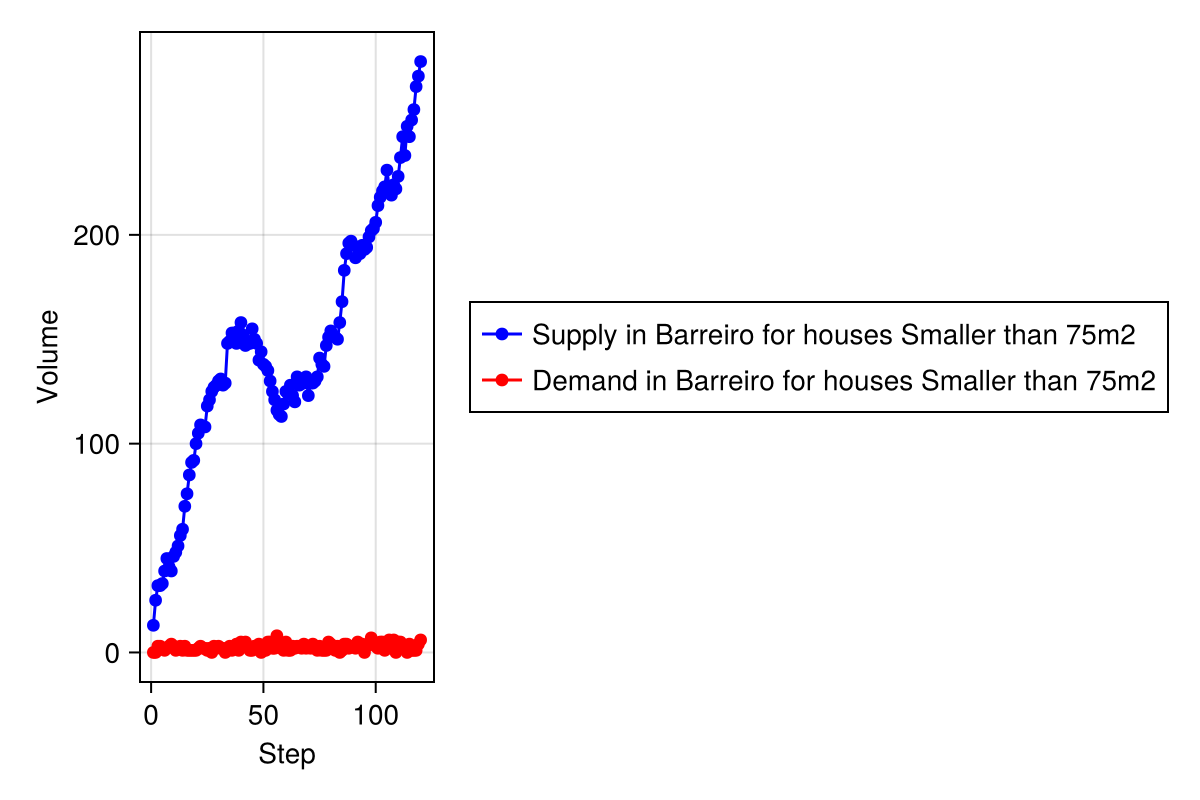 Volume
200
100
0
0 50 100
Step
Supply in Barreiro for houses Smaller than 75m2
Demand in Barreiro for houses Smaller than 75m2